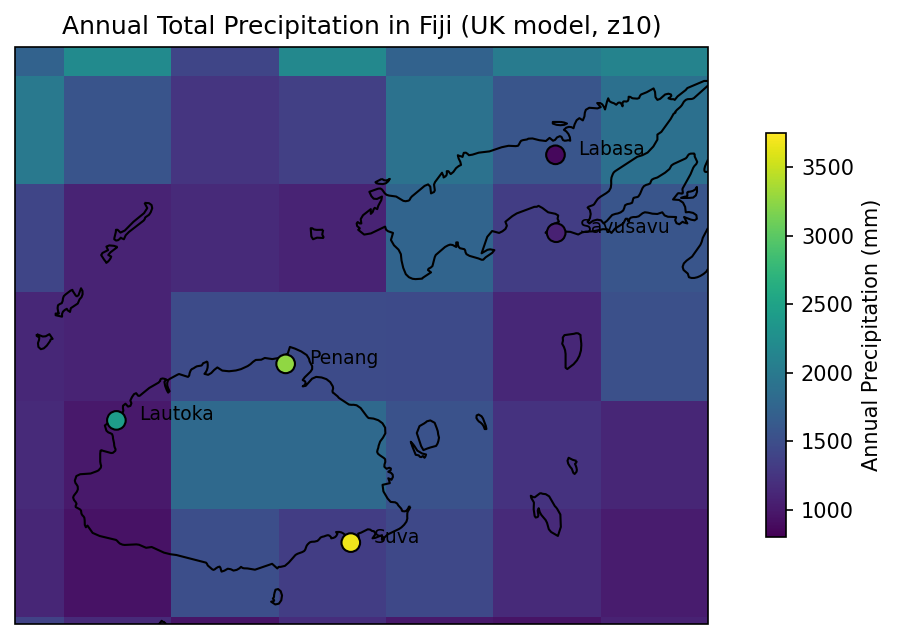 Annual Total Precipitation in Fiji (UK model, z10)
Labasa
Savusavu
Penang
Lautoka
Suva
3500
3000
2500
2000
1500
1000
Annual Precipitation (mm)